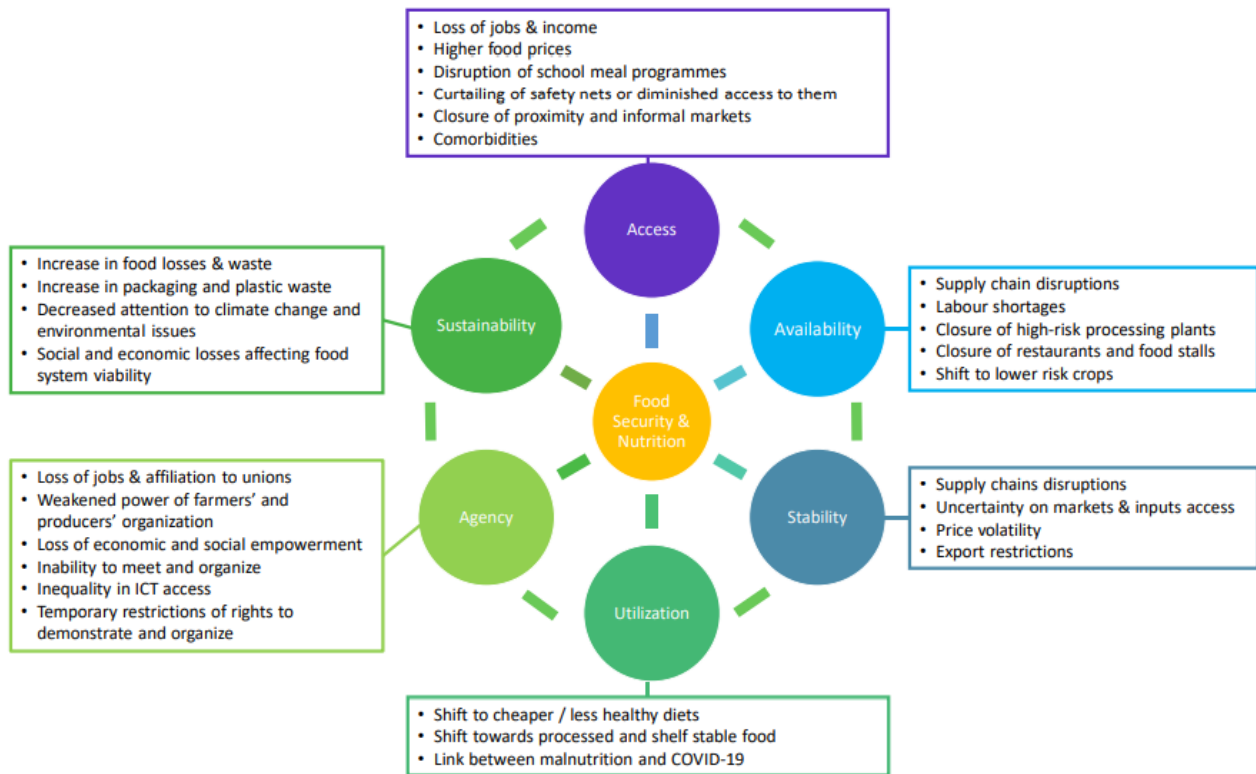 • Loss of jobs & income
• Higher food prices
• Disruption of school meal programmes
• Curtailing of safety nets or diminished access to them
• Closure of proximity and informal markets
• Comorbidities
Access
• Increase in food losses & waste
• Increase in packaging and plastic waste
• Decreased attention to climate change and
environmental issues
• Social and economic losses affecting food
system viability
Sustainability
Availability
• Supply chain disruptions
• Labour shortages
• Closure of high-risk processing plants
• Closure of restaurants and food stalls
• Shift to lower risk crops
Food
Security &
Nutrition
• Loss of jobs & affiliation to unions
• Weakened power of farmers’ and
producers’ organization
• Loss of economic and social empowerment
• Inability to meet and organize
• Inequality in ICT access
• Temporary restrictions of rights to
demonstrate and organize
Agency
Stability
• Supply chains disruptions
• Uncertainty on markets & inputs access
• Price volatility
• Export restrictions
Utilization
• Shift to cheaper / less healthy diets
• Shift towards processed and shelf stable food
• Link between malnutrition and COVID-19